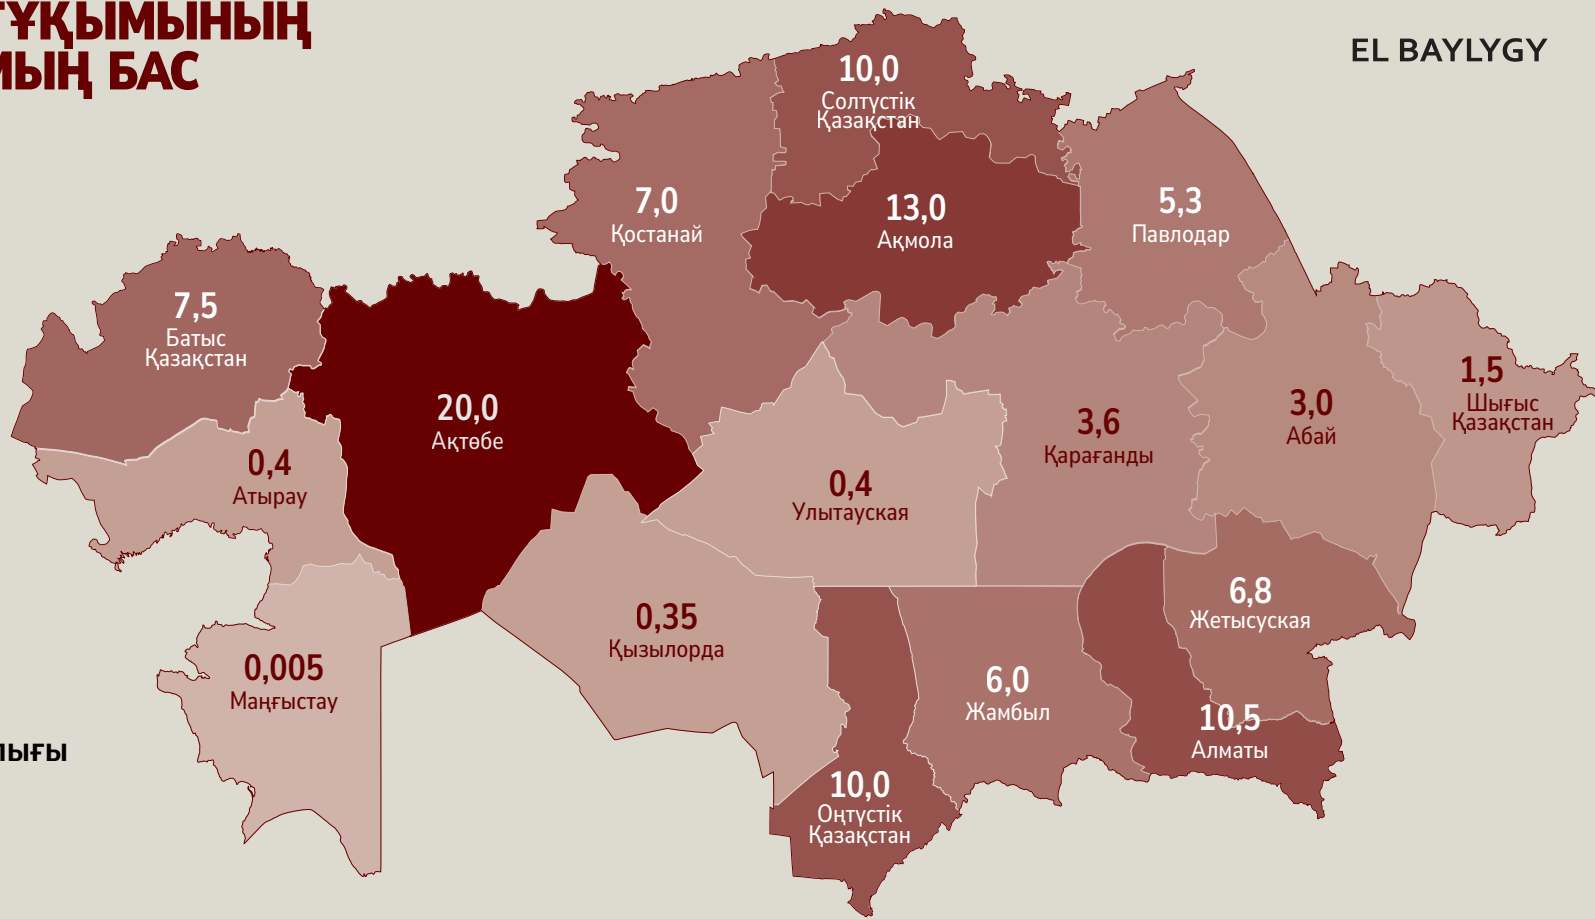 ТҰҚЫМЫНЫҢ
МЫҢ БАС
EL BAYLYGY
10,0
Солтүстік
Қазақстан
7,0
Қостанай
13,0
Ақмола
5,3
Павлодар
7,5
Батыс
Қазақстан
20,0
Ақтөбе
0,4
Атырау
0,4
Улытауская
3,6
Қарағанды
3,0
Абай
1,5
Шығыс
Қазақстан
0,005
Маңғыстау
0,35
Қызылорда
6,0
Жамбыл
6,8
Жетысуская
10,5
Алматы
10,0
Оңтүстік
Қазақстан